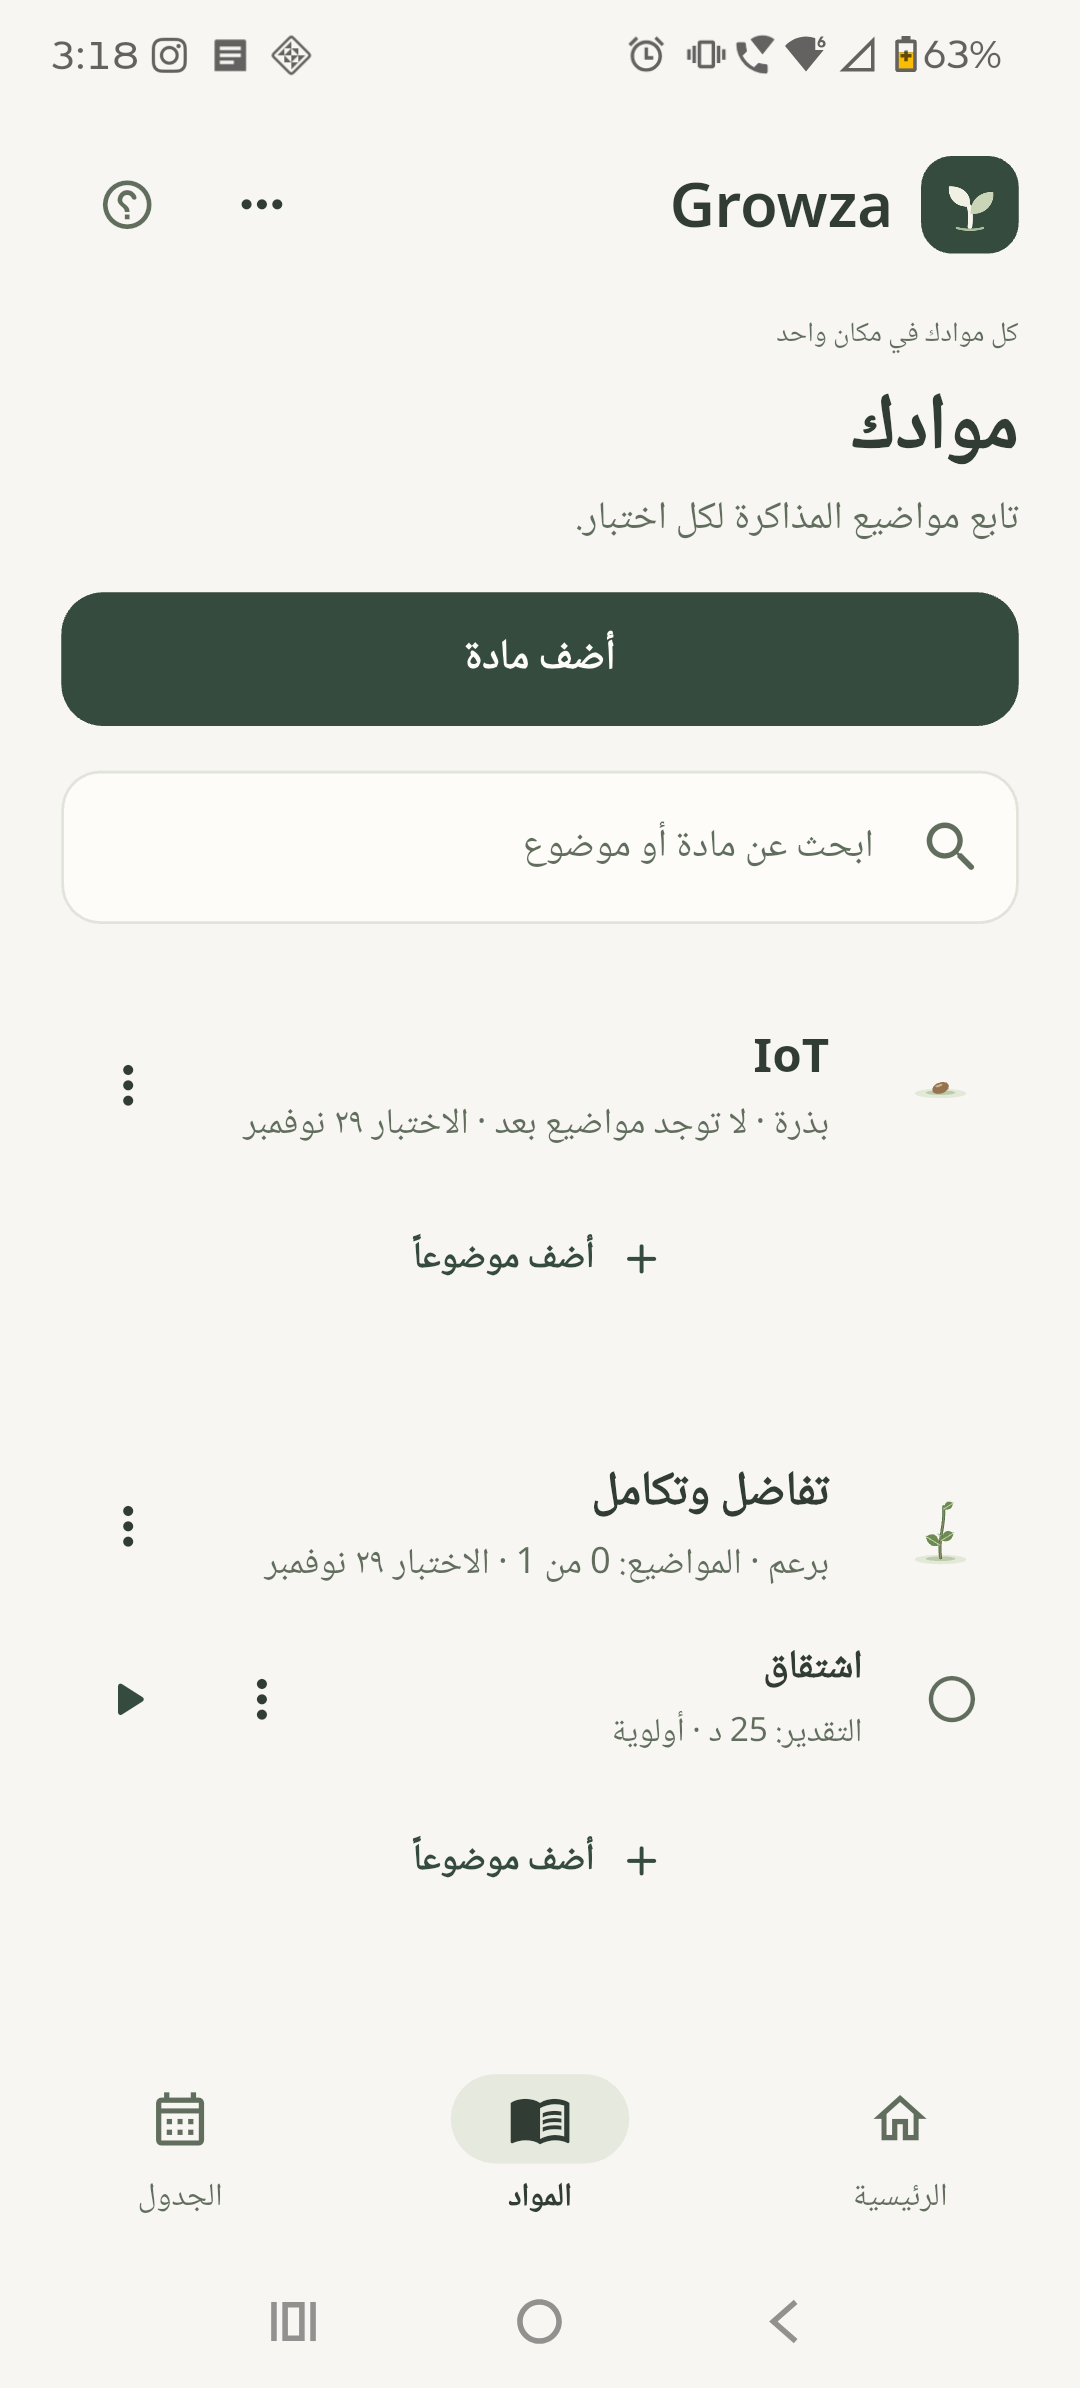 3:18
63%
Growza
كل موادك في مكان واحد
موادك
تابع مواضيع المذاكرة لكل اختبار.
أضف مادة
ابحث عن مادة أو موضوع
IoT
بذرة · لا توجد مواضيع بعد · الاختبار ٢٩ نوفمبر
أضف موضوعاً
تفاضل وتكامل
برعم · المواضيع: 0 من 1 · الاختبار ٢٩ نوفمبر
اشتقاق
التقدير: 25 د · أولوية
أضف موضوعاً
الرئيسية
المواد
الجدول